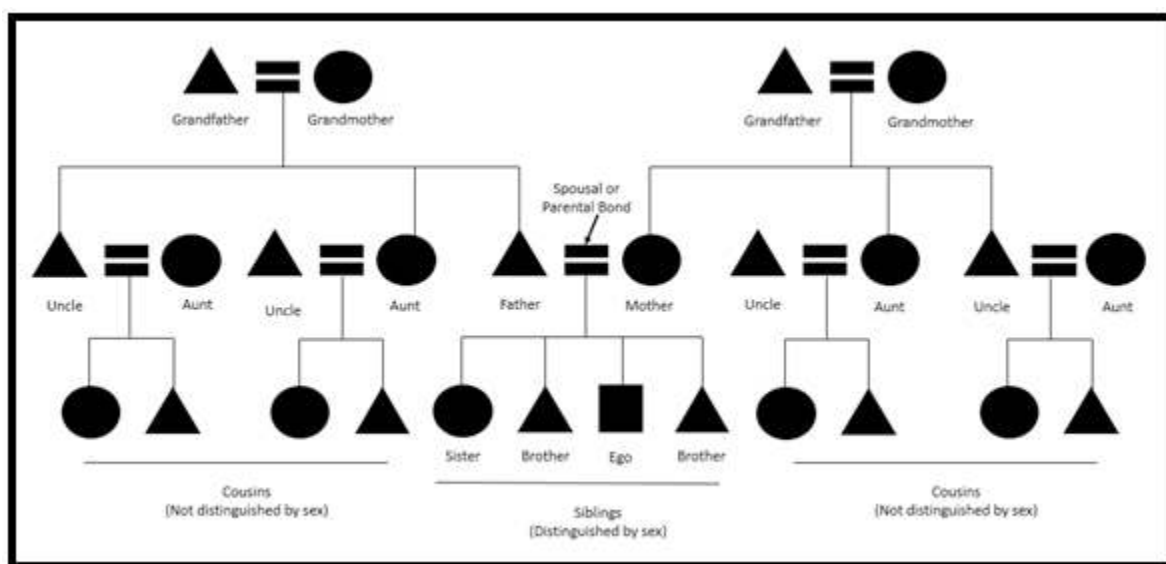 Grandfather
Grandmother
Grandfather
Grandmother
Spousal or
Parental Bond
Uncle
Aunt
Uncle
Aunt
Father
Mother
Uncle
Aunt
Uncle
Aunt
Sister
Brother
Ego
Brother
Cousins
(Not distinguished by sex)
Siblings
(Distinguished by sex)
Cousins
(Not distinguished by sex)